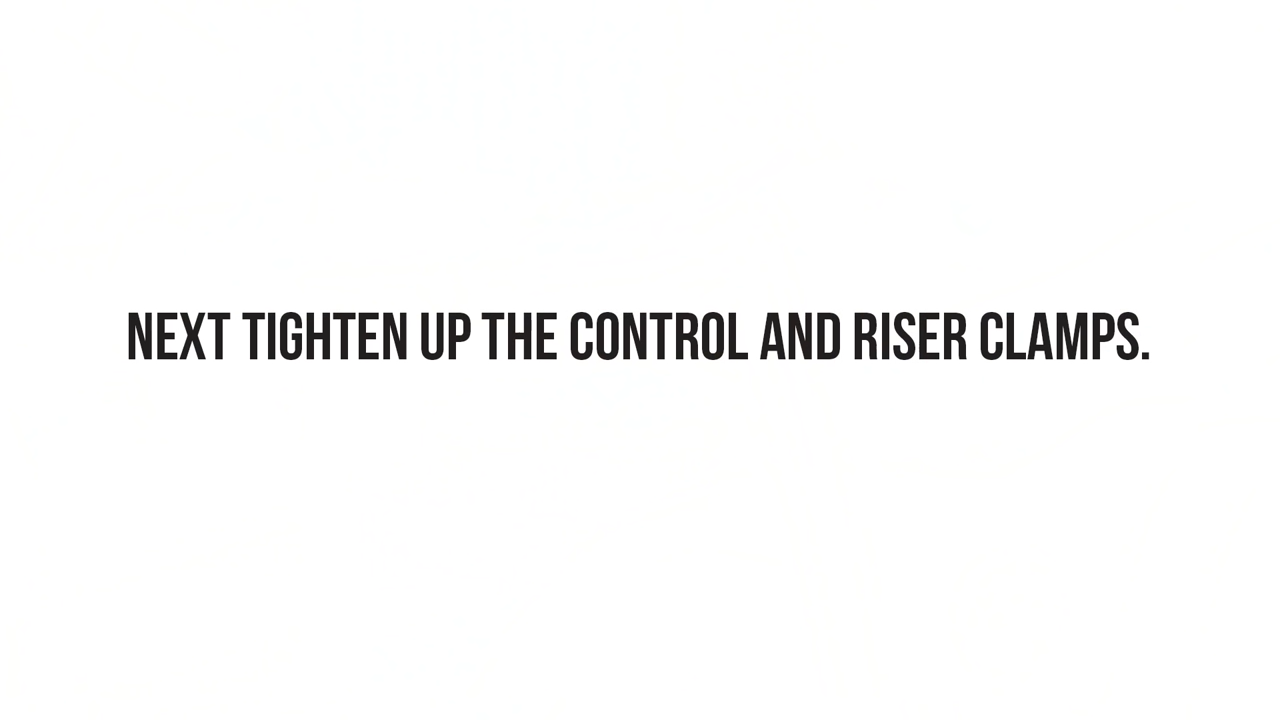 NEXT TIGHTEN UP THE CONTROL AND RISER CLAMPS.